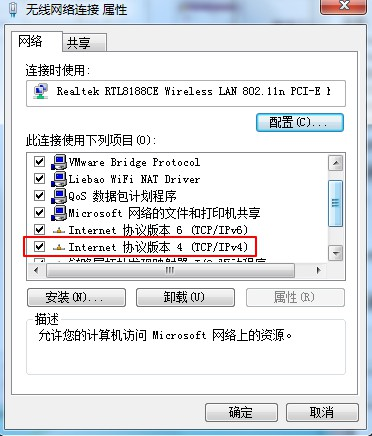 无线网络连接 属性
网络
共享
连接时使用:
Realtek RTL8188CE Wireless LAN 802.11n PCI-E
配置(C)...
此连接使用下列项目(O):
VMware Bridge Protocol
Liebao WiFi NAT Driver
QoS 数据包计划程序
Microsoft 网络的文件和打印机共享
Internet 协议版本 6 (TCP/IPv6)
Internet 协议版本 4 (TCP/IPv4)
安装(N)...
卸载(U)
属性(R)
描述
允许您的计算机访问 Microsoft 网络上的资源。
确定
取消